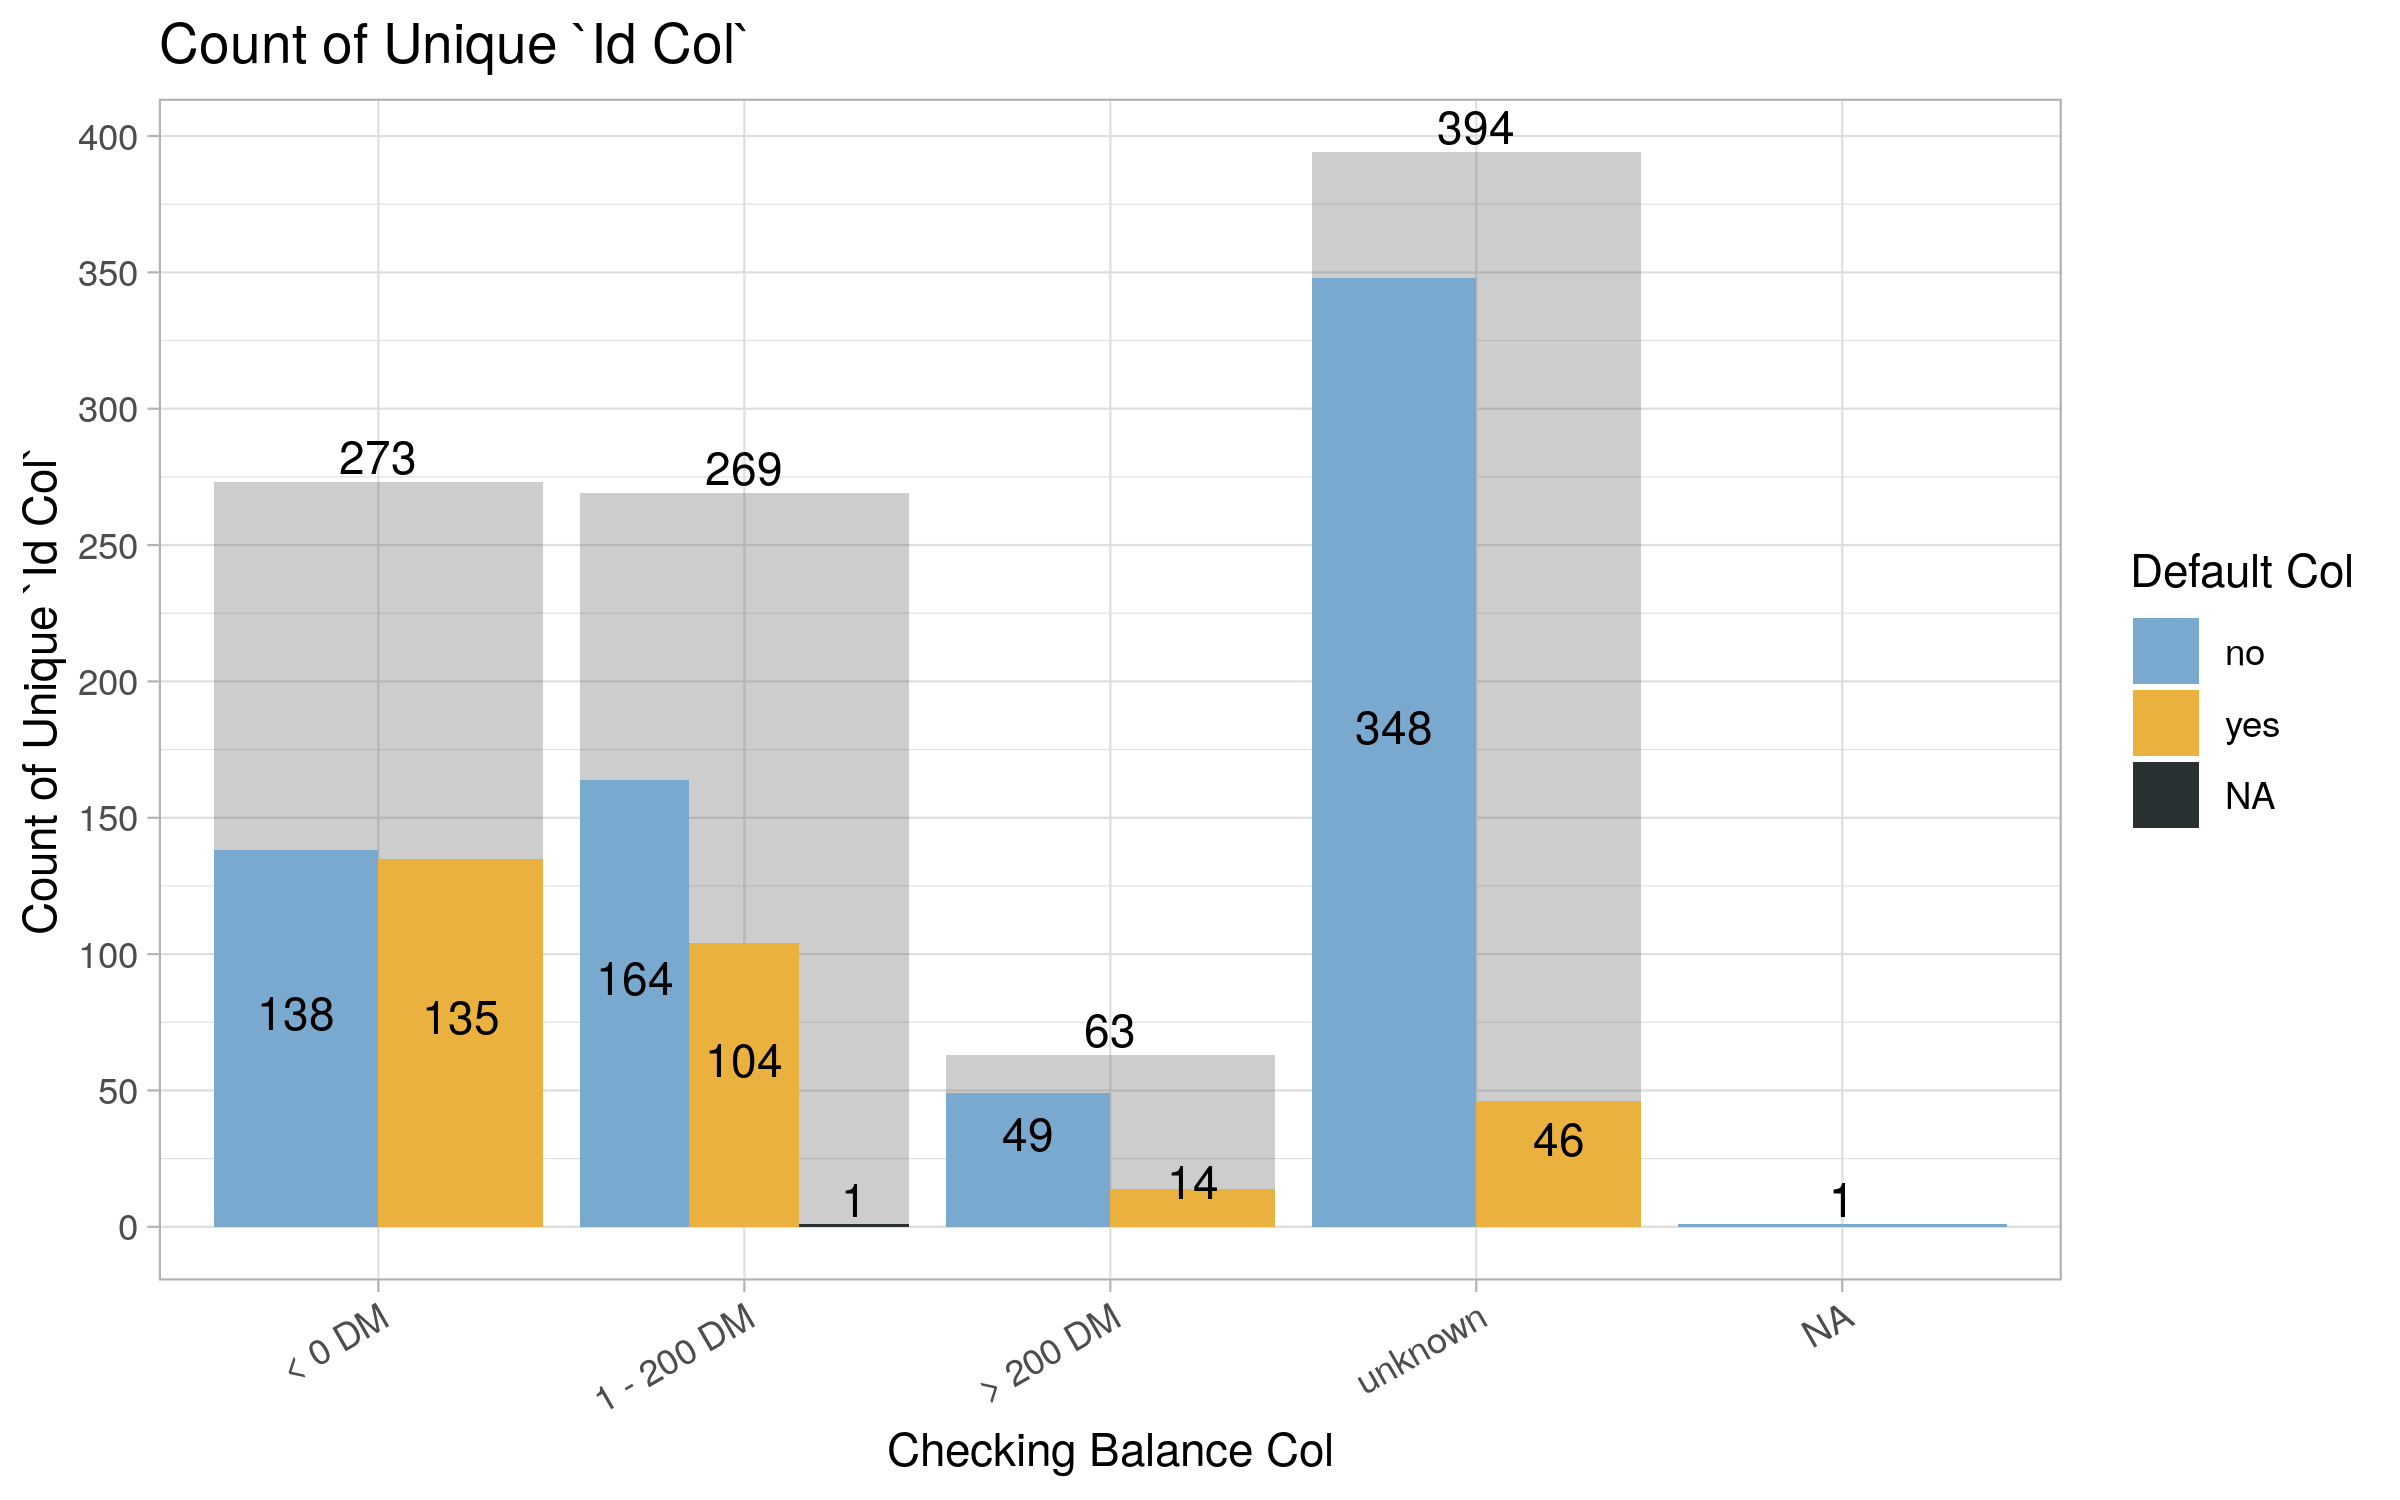 Count of Unique `Id Col`
Count of Unique `Id Col`
400
350
300
250
200
150
100
50
0
273
138
135
269
164
104
1
63
49
14
394
348
46
1
< 0 DM
1 - 200 DM
> 200 DM
unknown
NA
Checking Balance Col
Default Col
no
yes
NA